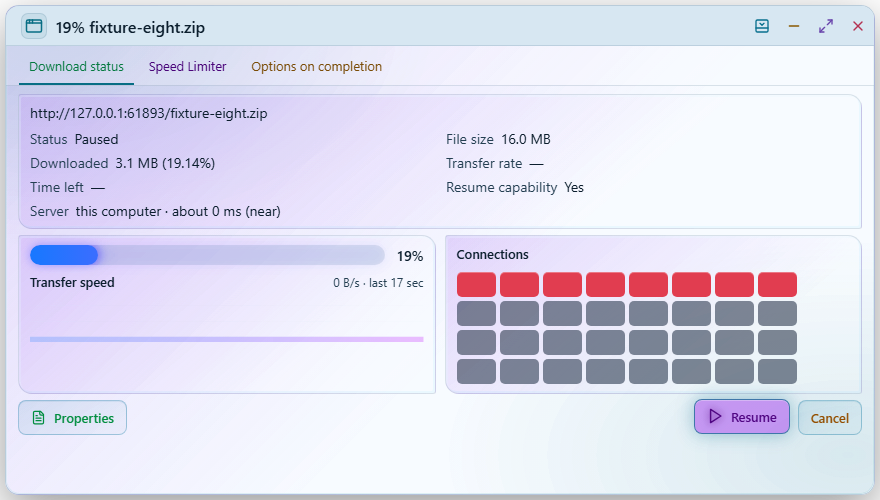 19% fixture-eight.zip
Download status
Speed Limiter
Options on completion
http://127.0.0.1:61893/fixture-eight.zip
Status Paused
File size 16.0 MB
Downloaded 3.1 MB (19.14%)
Transfer rate —
Time left —
Resume capability Yes
Server this computer · about 0 ms (near)
19%
Transfer speed
0 B/s · last 17 sec
Connections
Properties
Resume
Cancel